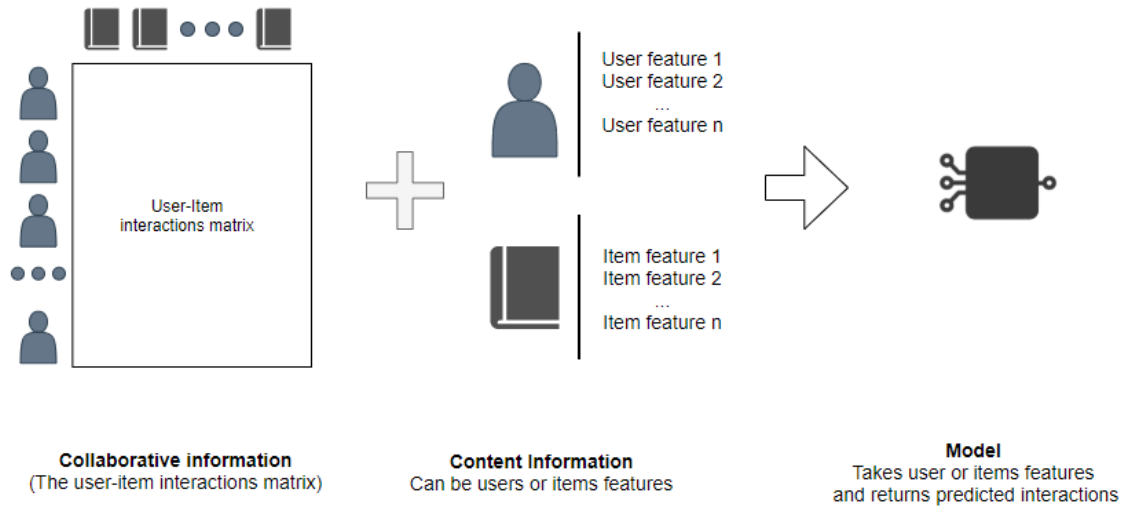 User feature 1
User feature 2
...
User feature n
User-Item
interactions matrix
Item feature 1
Item feature 2
...
Item feature n
Collaborative information
(The user-item interactions matrix)
Content Information
Can be users or items features
Model
Takes user or items features
and returns predicted interactions